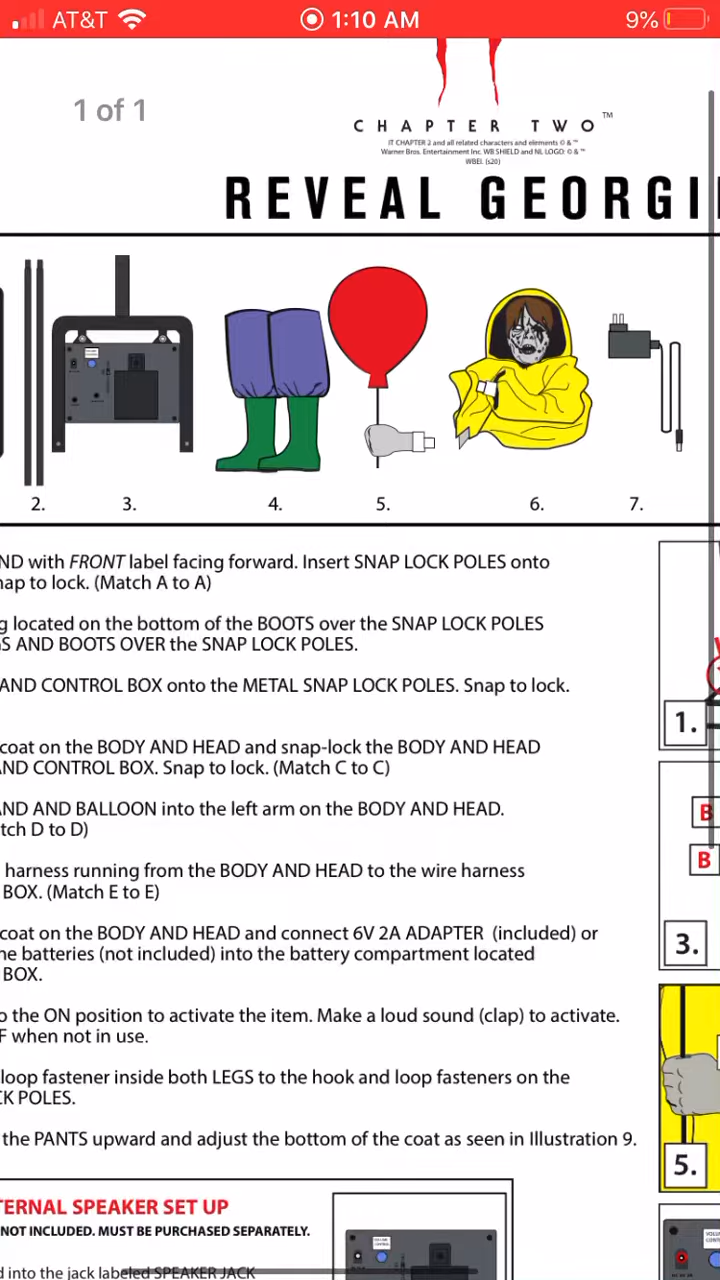 AT&T
1:10 AM
9%
1 of 1
CHAPTER TWO™
IT CHAPTER 2 and all related characters and elements © & ™
Warner Bros. Entertainment Inc. WB SHIELD and NL LOGO: © & ™
WBEI. (s20)
REVEAL GEORGI
2. 3. 4. 5. 6. 7.
ND with FRONT label facing forward. Insert SNAP LOCK POLES onto
nap to lock. (Match A to A)
g located on the bottom of the BOOTS over the SNAP LOCK POLES
S AND BOOTS OVER the SNAP LOCK POLES.
AND CONTROL BOX onto the METAL SNAP LOCK POLES. Snap to lock.
1.
coat on the BODY AND HEAD and snap-lock the BODY AND HEAD
ND CONTROL BOX. Snap to lock. (Match C to C)
AND AND BALLOON into the left arm on the BODY AND HEAD.
tch D to D)
B
B
harness running from the BODY AND HEAD to the wire harness
BOX. (Match E to E)
coat on the BODY AND HEAD and connect 6V 2A ADAPTER (included) or
ne batteries (not included) into the battery compartment located
BOX.
3.
o the ON position to activate the item. Make a loud sound (clap) to activate.
F when not in use.
loop fastener inside both LEGS to the hook and loop fasteners on the
CK POLES.
the PANTS upward and adjust the bottom of the coat as seen in Illustration 9.
5.
TERNAL SPEAKER SET UP
NOT INCLUDED. MUST BE PURCHASED SEPARATELY.
d into the jack labeled SPEAKER JACK